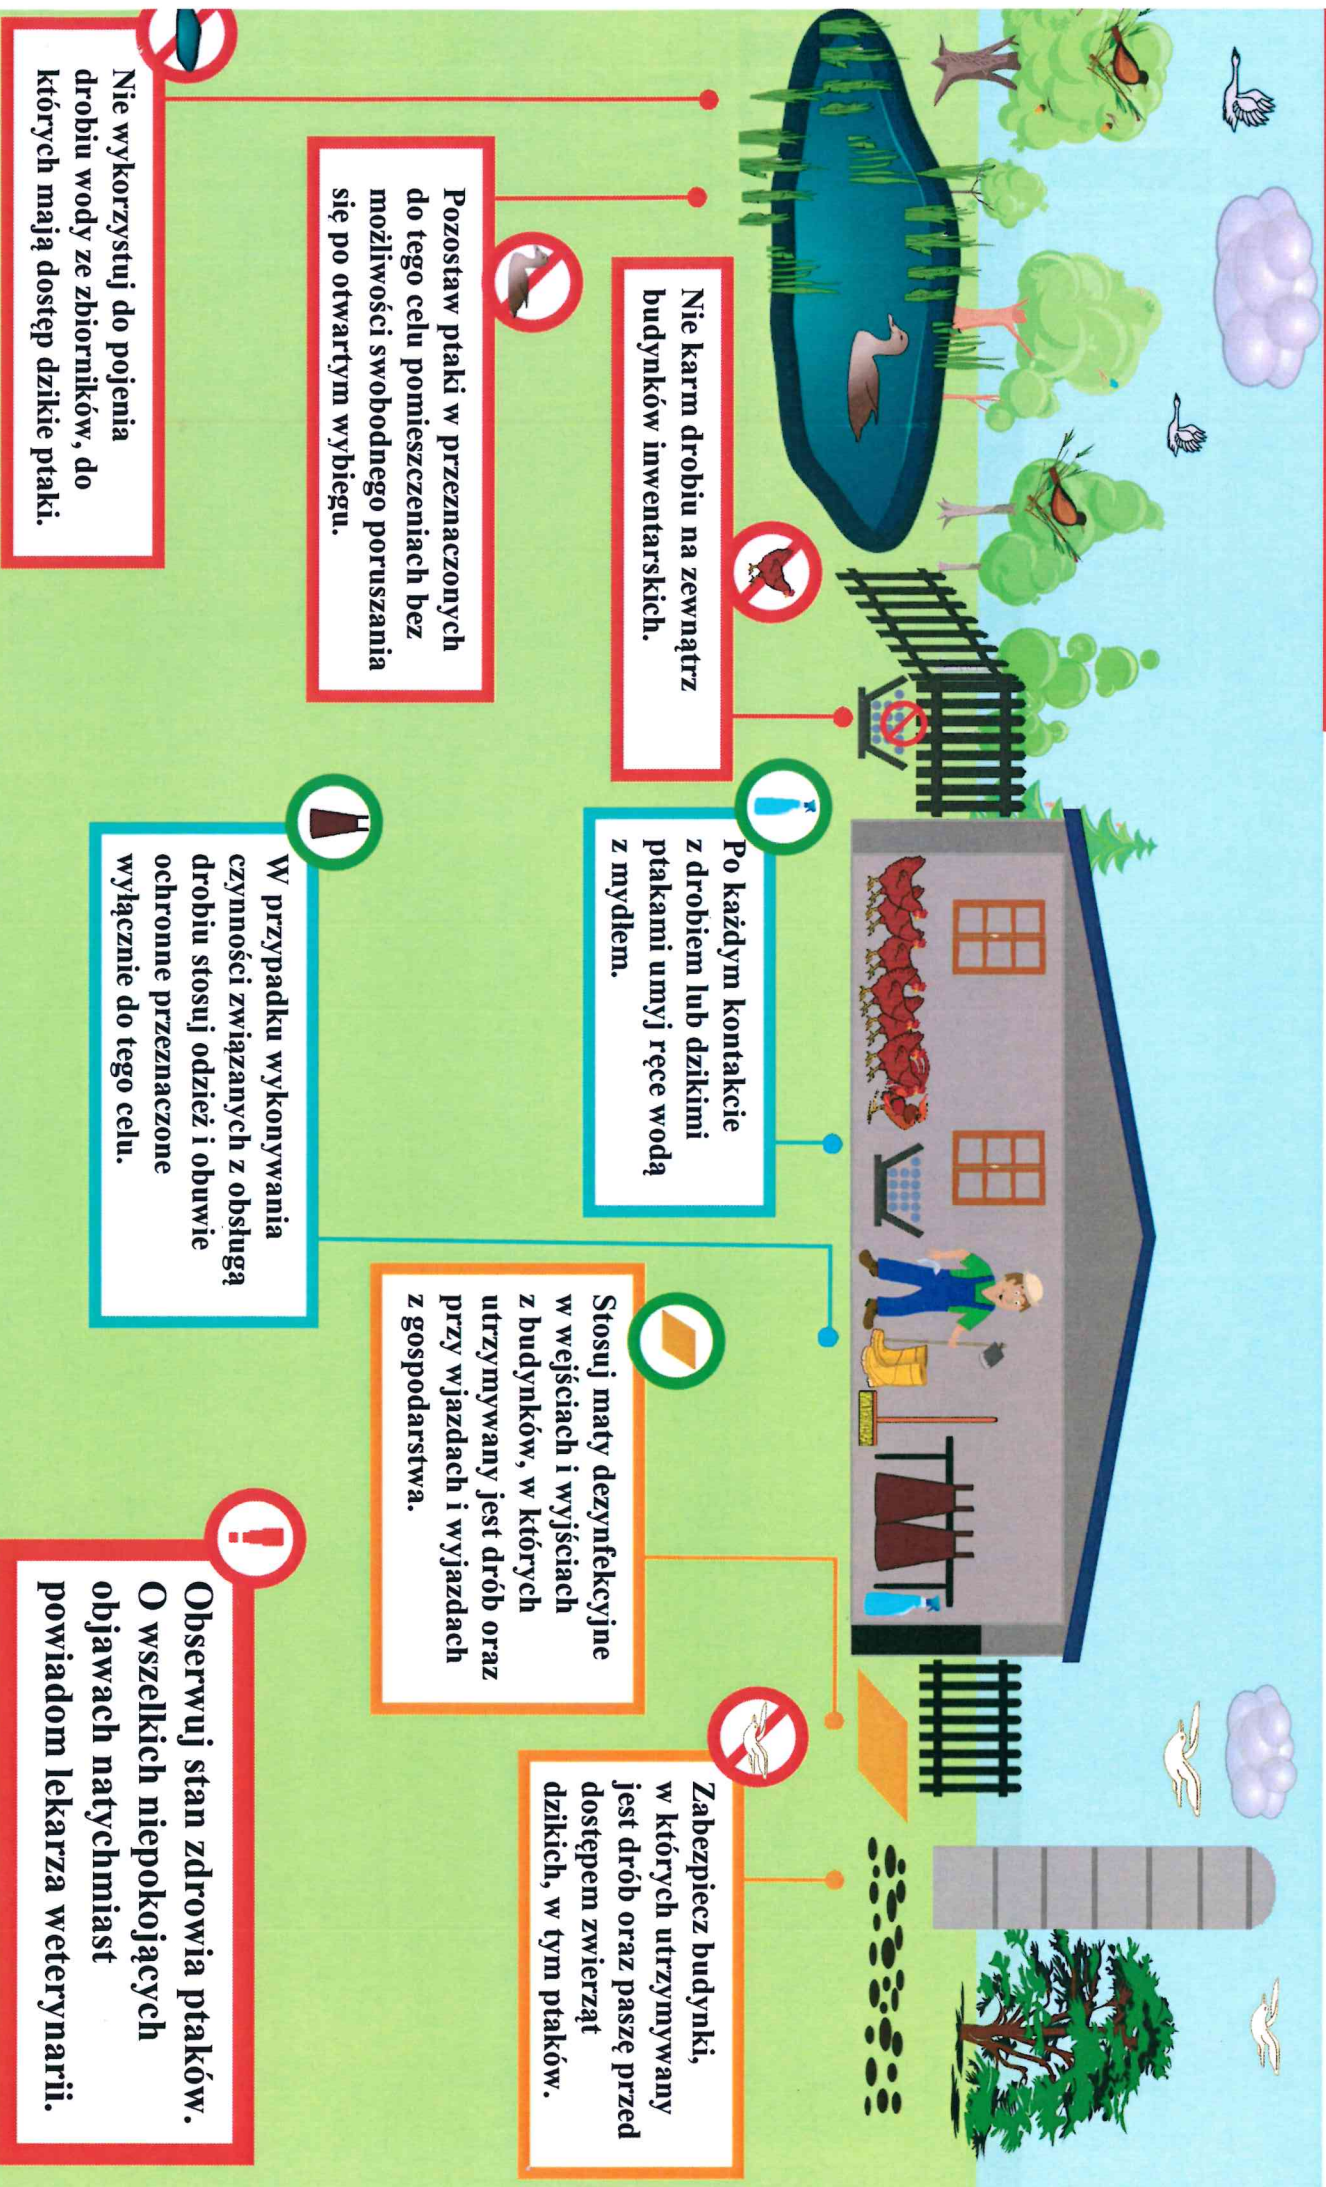 Nie wykorzystuj do pojenia
drobiu wody ze zbiorników, do
których mają dostęp dzikie ptaki.
Pozostaw ptaki w przeznaczonych
do tego celu pomieszczeniach bez
możliwości swobodnego poruszania
się po otwartym wybiegu.
Nie karm drobiu na zewnątrz
budynków inwentarskich.
Po każdym kontakcie
z drobiem lub dzikimi
ptakami umyj ręce wodą
z mydłem.
W przypadku wykonywania
czynności związanych z obsługą
drobiu stosuj odzież i obuwie
ochronne przeznaczone
wyłącznie do tego celu.
Stosuj maty dezynfekcyjne
w wejściach i wyjściach
z budynków, w których
utrzymywany jest drób oraz
przy wjazdach i wyjazdach
z gospodarstwa.
Zabezpiecz budynki,
w których utrzymywany
jest drób oraz paszę przed
dostępem zwierząt
dzikich, w tym ptaków.
Obserwuj stan zdrowia ptaków.
O wszelkich niepokojących
objawach natychmiast
powiadom lekarza weterynarii.